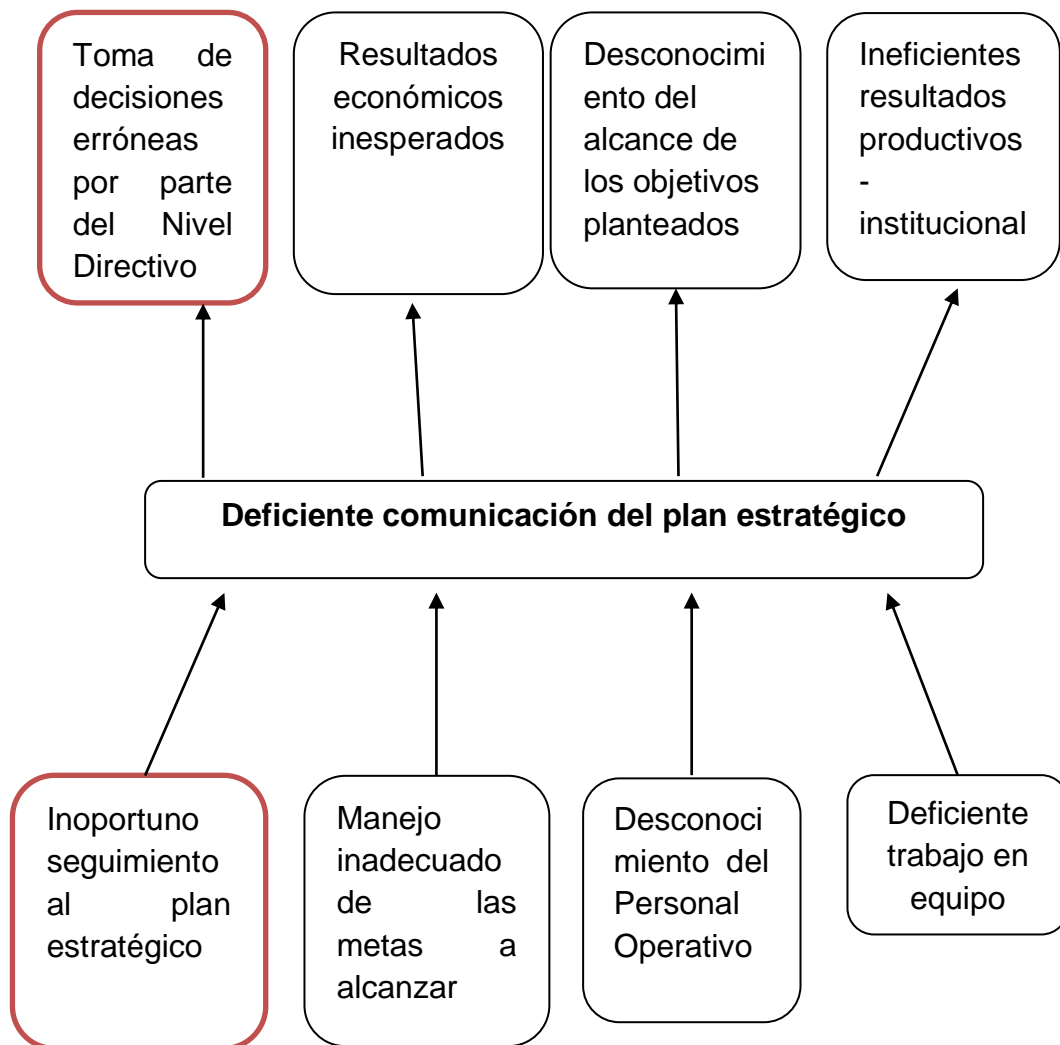 Toma de
decisiones
erróneas
por parte
del Nivel
Directivo
Resultados
económicos
inesperados
Desconocimi
ento del
alcance de
los objetivos
planteados
Ineficientes
resultados
productivos
-
institucional
Deficiente comunicación del plan estratégico
Inoportuno
seguimiento
al plan
estratégico
Manejo
inadecuado
de las
metas a
alcanzar
Desconoci
miento del
Personal
Operativo
Deficiente
trabajo en
equipo